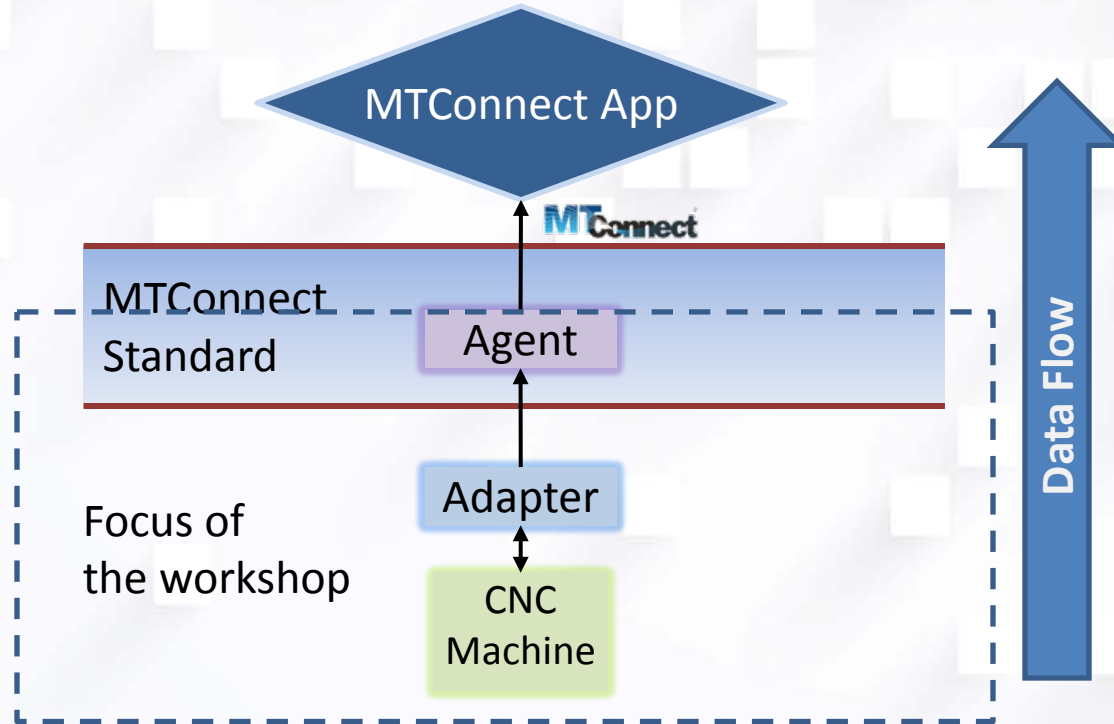 MTConnect App
MTConnect
MTConnect
Standard
Agent
Adapter
Focus of
the workshop
CNC
Machine
Data Flow